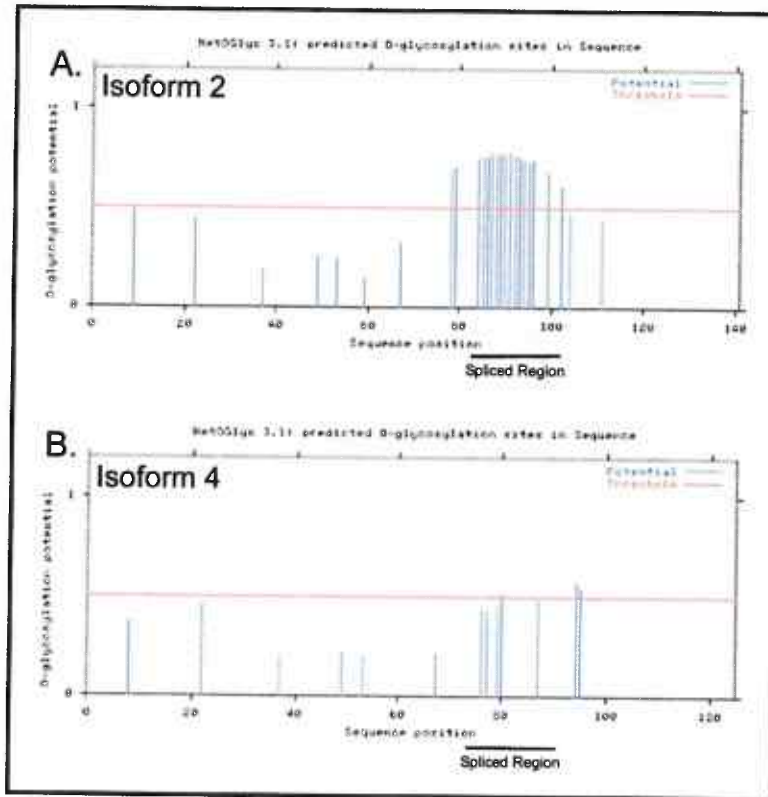 NetOGlyc 3.1: predicted O-glycosylation sites in Sequence
A.
Isoform 2
Potential
Threshold
1
O-glycosylation potential
0
0 20 40 60 80 100 120 140
Sequence position
Spliced Region
NetOGlyc 3.1: predicted O-glycosylation sites in Sequence
B
Isoform 4
Potential
Threshold
1
O-glycosylation potential
0
0 20 40 60 80 100 120
Sequence position
Spliced Region